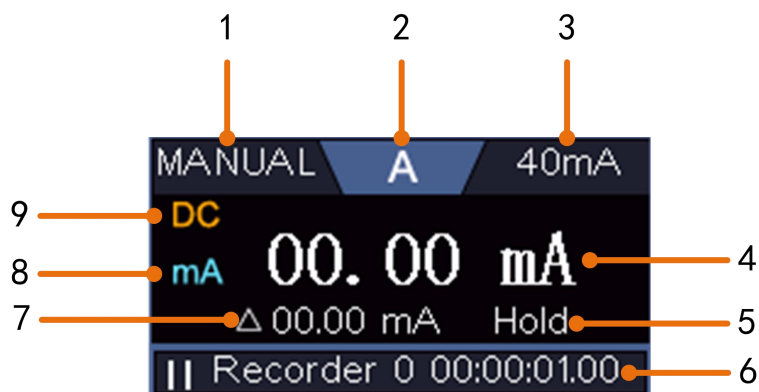 1 2 3
MANUAL A 40mA
9 DC
8 mA 00.00 mA 4
7 △ 00.00 mA Hold 5
|| Recorder 0 00:00:01.00 6